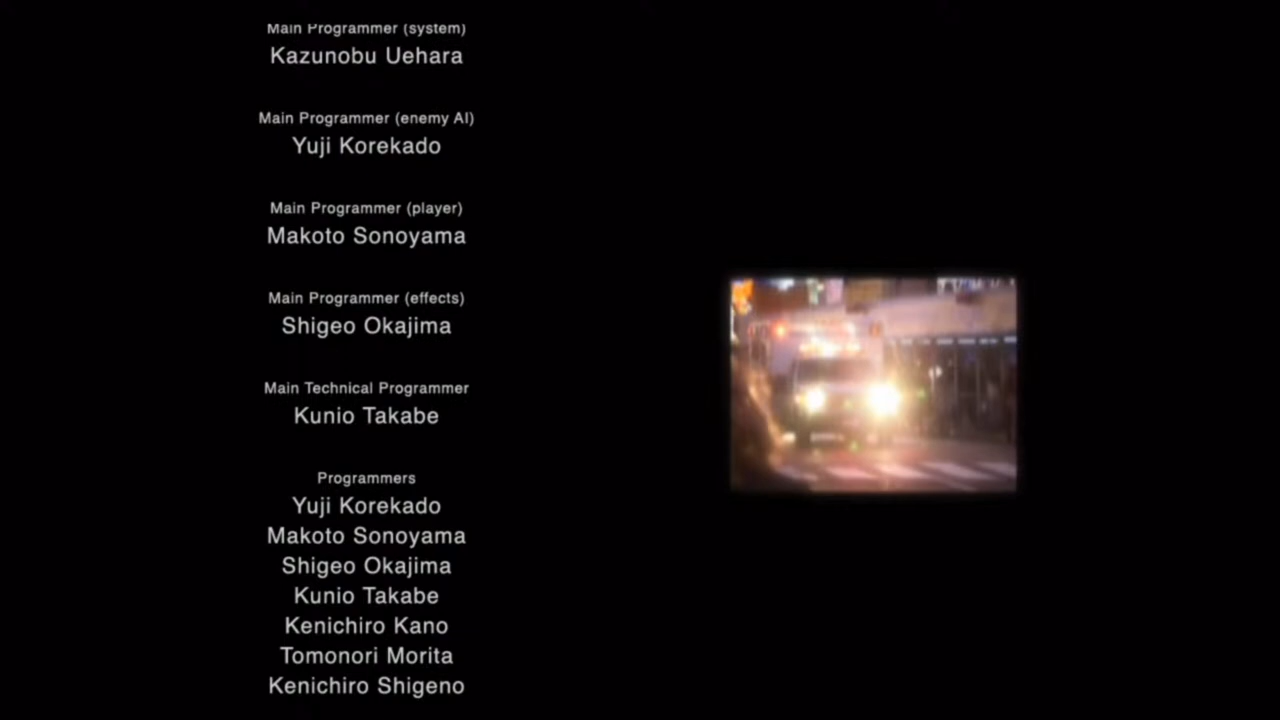 Main Programmer (system)
Kazunobu Uehara
Main Programmer (enemy AI)
Yuji Korekado
Main Programmer (player)
Makoto Sonoyama
Main Programmer (effects)
Shigeo Okajima
Main Technical Programmer
Kunio Takabe
Programmers
Yuji Korekado
Makoto Sonoyama
Shigeo Okajima
Kunio Takabe
Kenichiro Kano
Tomonori Morita
Kenichiro Shigeno